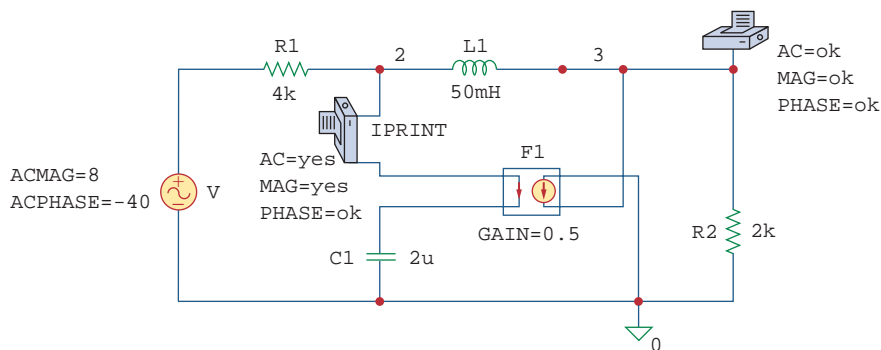 R1
4k
2
L1
50mH
3
AC=ok
MAG=ok
PHASE=ok
IPRINT
AC=yes
MAG=yes
PHASE=ok
F1
GAIN=0.5
ACMAG=8
ACPHASE=-40
V
C1
2u
R2
2k
0